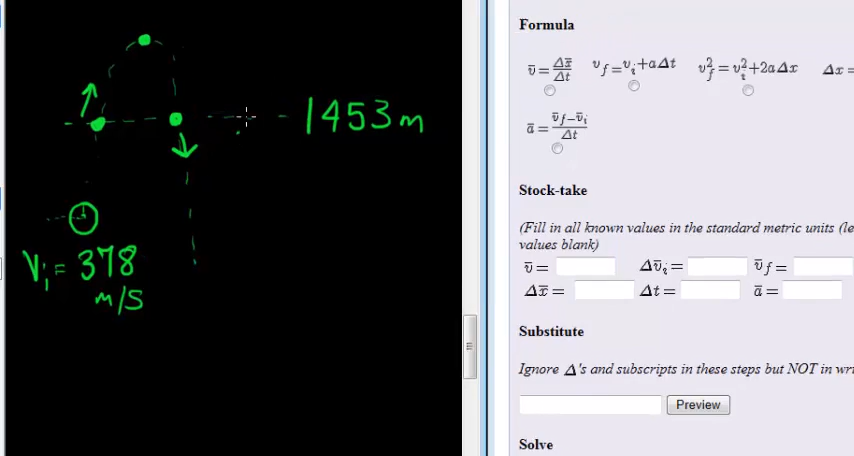 1453m
V₁ = 378
m/s
Formula
v̄ = Δx̄/Δt
v_f = v_i + aΔt
v_f² = v_i² + 2aΔx
Δx =
ā = (v̄_f − v̄_i)/Δt
Stock-take
(Fill in all known values in the standard metric units (le
values blank)
v̄ =
Δv̄_i =
v̄_f =
Δx̄ =
Δt =
ā =
Substitute
Ignore Δ's and subscripts in these steps but NOT in wr
Preview
Solve